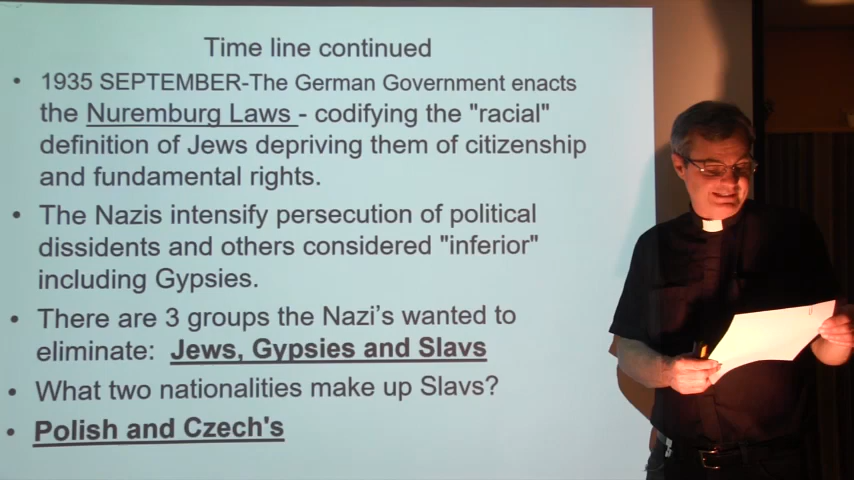 Time line continued
• 1935 SEPTEMBER-The German Government enacts
the Nuremburg Laws - codifying the "racial"
definition of Jews depriving them of citizenship
and fundamental rights.
• The Nazis intensify persecution of political
dissidents and others considered "inferior"
including Gypsies.
• There are 3 groups the Nazi's wanted to
eliminate: Jews, Gypsies and Slavs
• What two nationalities make up Slavs?
• Polish and Czech's